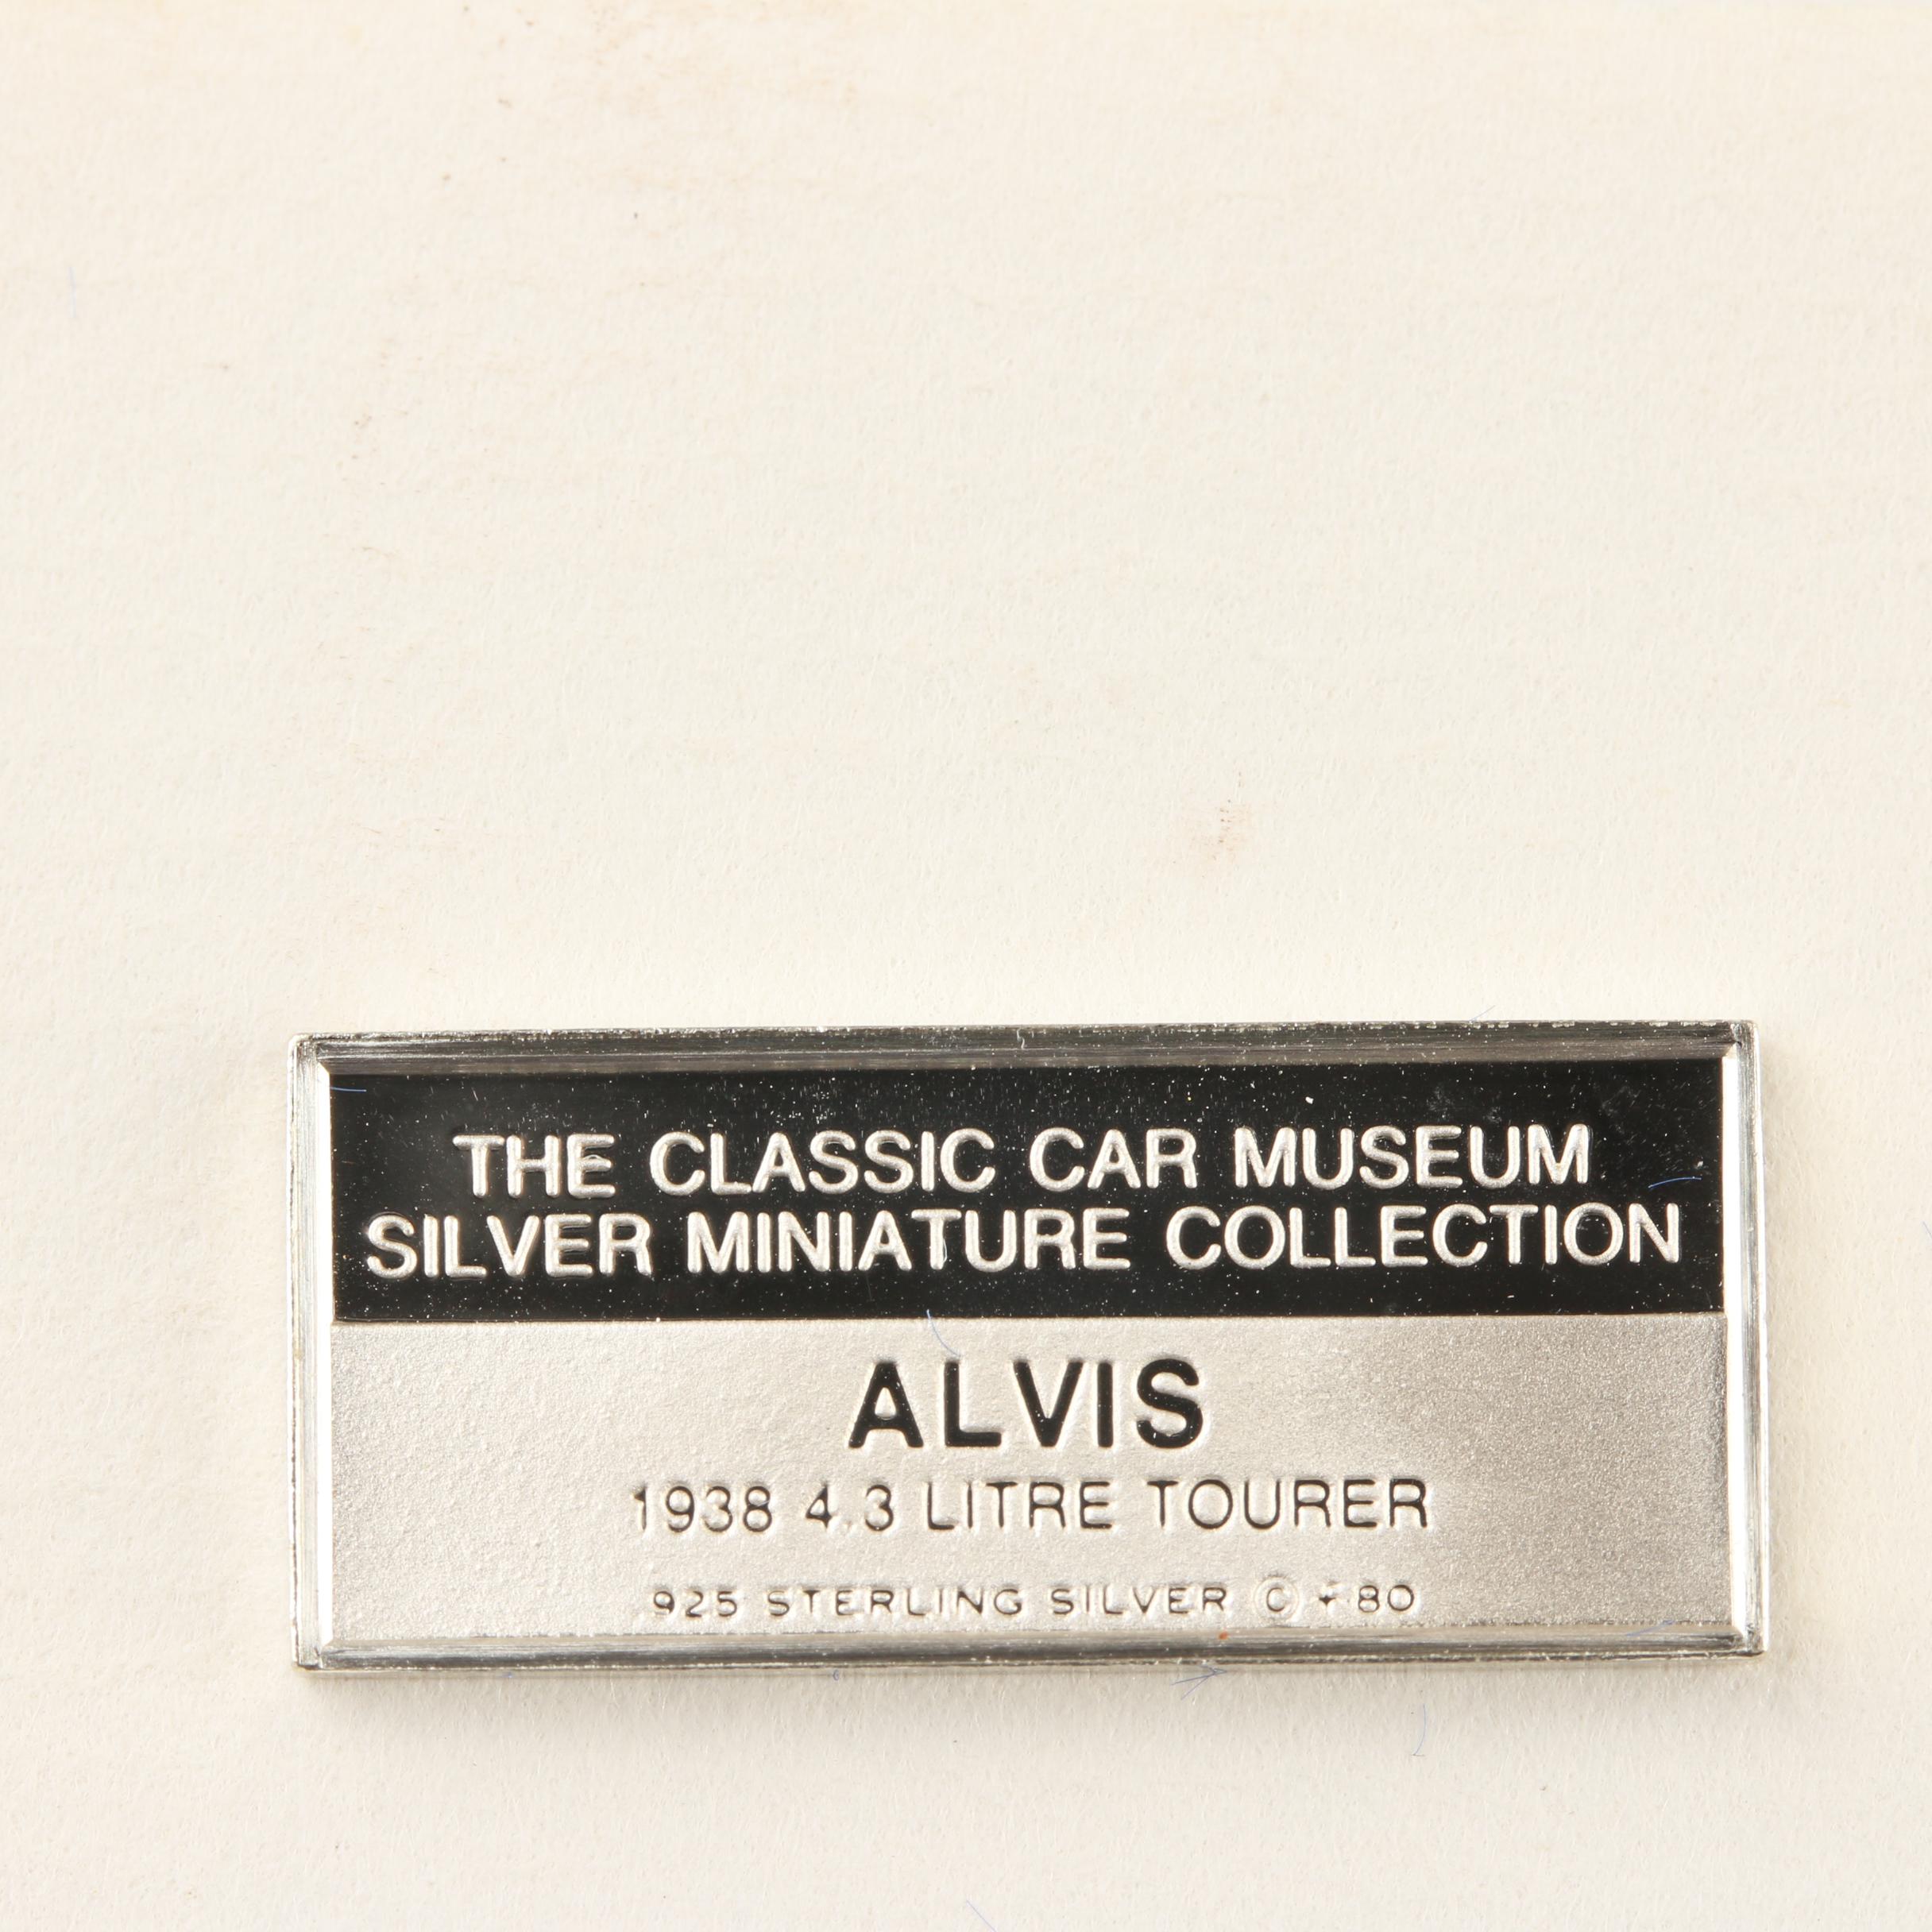 THE CLASSIC CAR MUSEUM
SILVER MINIATURE COLLECTION
ALVIS
1938 4.3 LITRE TOURER
925 STERLING SILVER © 80